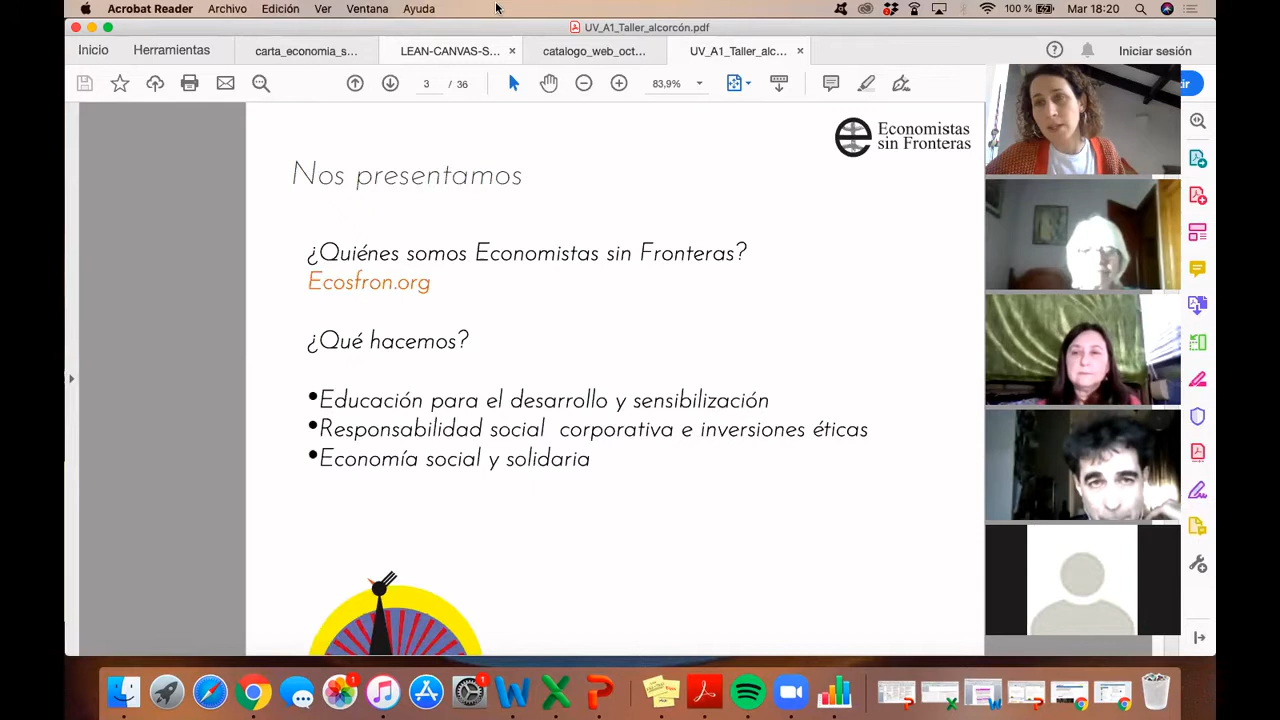 Acrobat Reader Archivo Edición Ver Ventana Ayuda 100 % Mar 18:20
UV_A1_Taller_alcorcón.pdf
Inicio Herramientas carta_economia_s... LEAN-CANVAS-S... × catalogo_web_oct... UV_A1_Taller_alc... × Iniciar sesión
3 / 36 83,9%
Economistas
sin Fronteras
Nos presentamos
¿Quiénes somos Economistas sin Fronteras?
Ecosfron.org
¿Qué hacemos?
•Educación para el desarrollo y sensibilización
•Responsabilidad social corporativa e inversiones éticas
•Economía social y solidaria